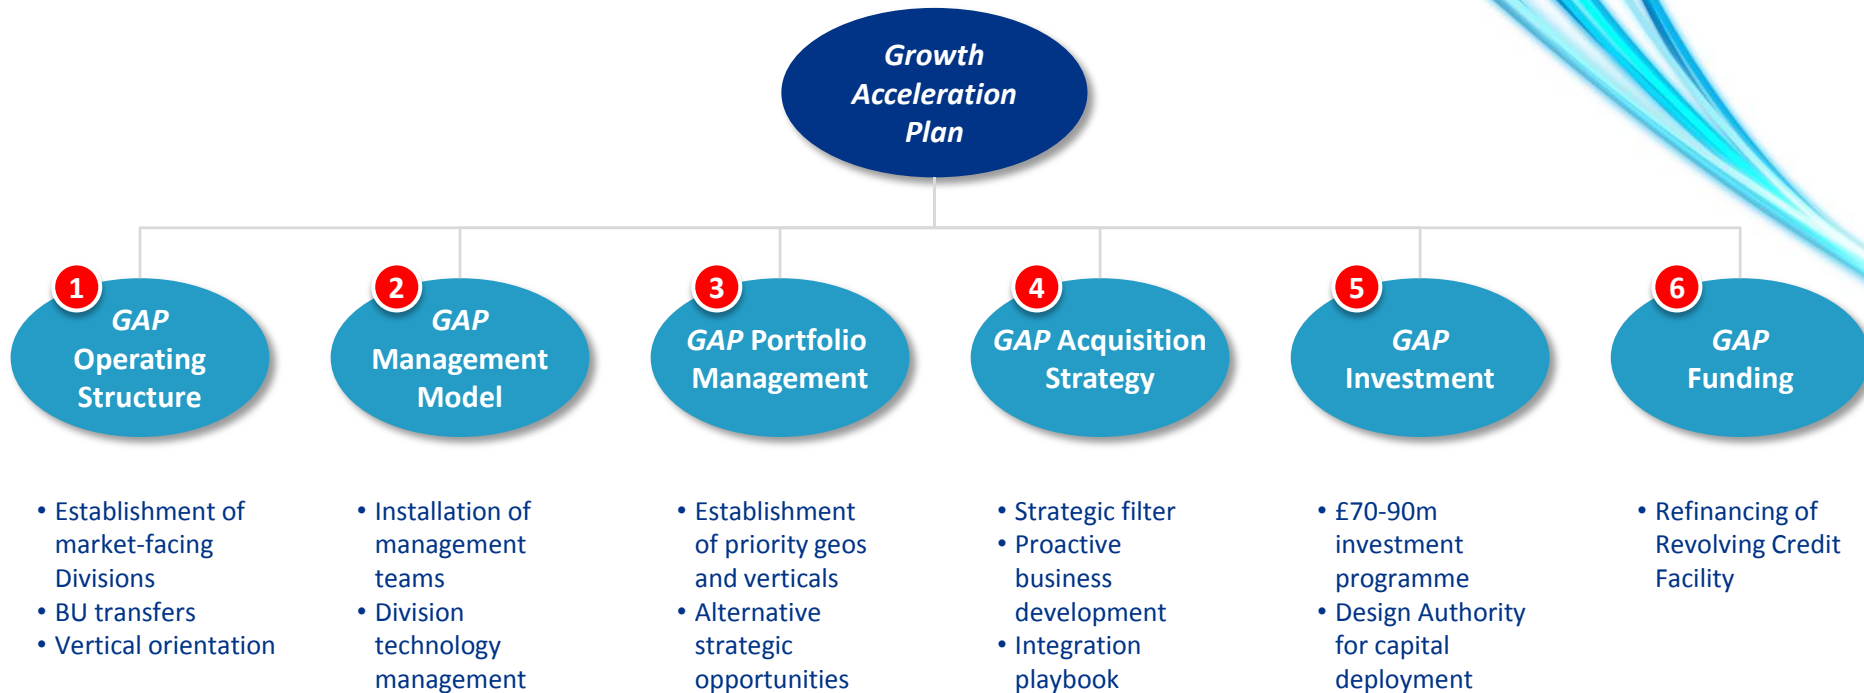 Growth
Acceleration
Plan
1
GAP
Operating
Structure
2
GAP
Management
Model
3
GAP Portfolio
Management
4
GAP Acquisition
Strategy
5
GAP
Investment
6
GAP
Funding
• Establishment of
market-facing
Divisions
• BU transfers
• Vertical orientation
• Installation of
management
teams
• Division
technology
management
• Establishment
of priority geos
and verticals
• Alternative
strategic
opportunities
• Strategic filter
• Proactive
business
development
• Integration
playbook
• £70-90m
investment
programme
• Design Authority
for capital
deployment
• Refinancing of
Revolving Credit
Facility